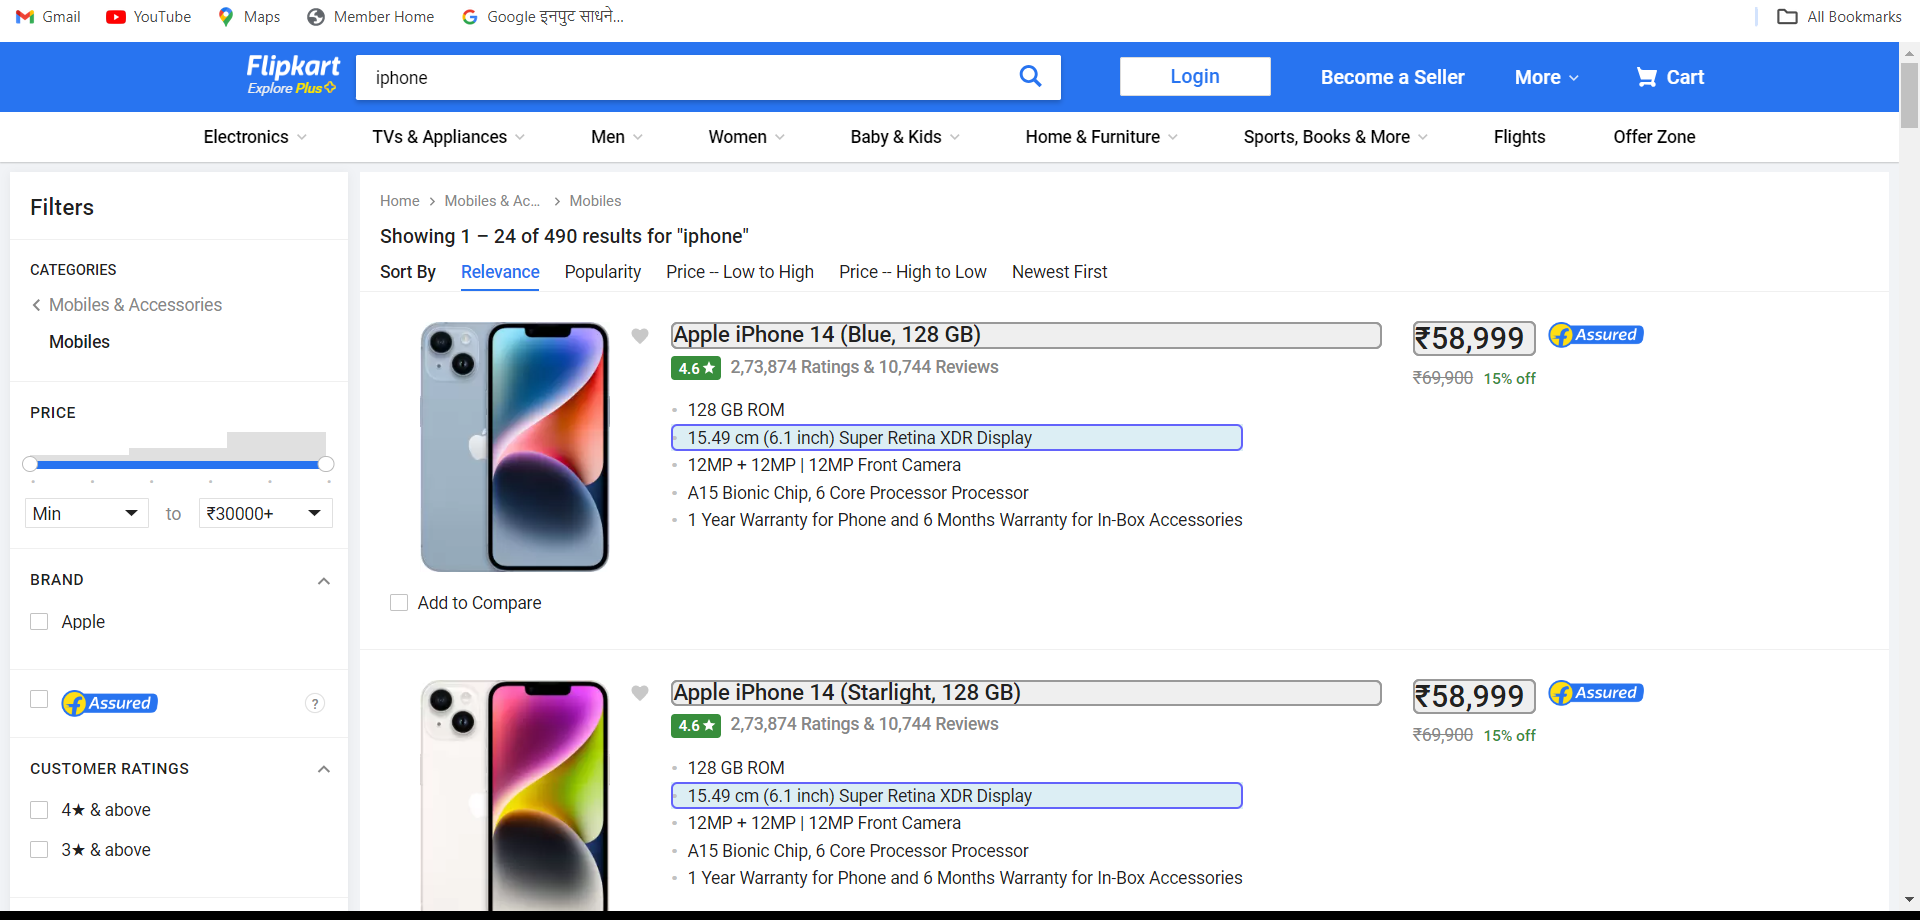 Gmail YouTube Maps Member Home Google इनपुट साधने... All Bookmarks
Flipkart
Explore Plus
iphone
Login Become a Seller More Cart
Electronics TVs & Appliances Men Women Baby & Kids Home & Furniture Sports, Books & More Flights Offer Zone
Filters
CATEGORIES
Mobiles & Accessories
Mobiles
PRICE
Min to ₹30000+
BRAND
Apple
Assured ?
CUSTOMER RATINGS
4★ & above
3★ & above
Home > Mobiles & Ac... > Mobiles
Showing 1 – 24 of 490 results for "iphone"
Sort By Relevance Popularity Price -- Low to High Price -- High to Low Newest First
Apple iPhone 14 (Blue, 128 GB)
4.6★ 2,73,874 Ratings & 10,744 Reviews
128 GB ROM
15.49 cm (6.1 inch) Super Retina XDR Display
12MP + 12MP | 12MP Front Camera
A15 Bionic Chip, 6 Core Processor Processor
1 Year Warranty for Phone and 6 Months Warranty for In-Box Accessories
₹58,999 Assured
₹69,900 15% off
Add to Compare
Apple iPhone 14 (Starlight, 128 GB)
4.6★ 2,73,874 Ratings & 10,744 Reviews
128 GB ROM
15.49 cm (6.1 inch) Super Retina XDR Display
12MP + 12MP | 12MP Front Camera
A15 Bionic Chip, 6 Core Processor Processor
1 Year Warranty for Phone and 6 Months Warranty for In-Box Accessories
₹58,999 Assured
₹69,900 15% off